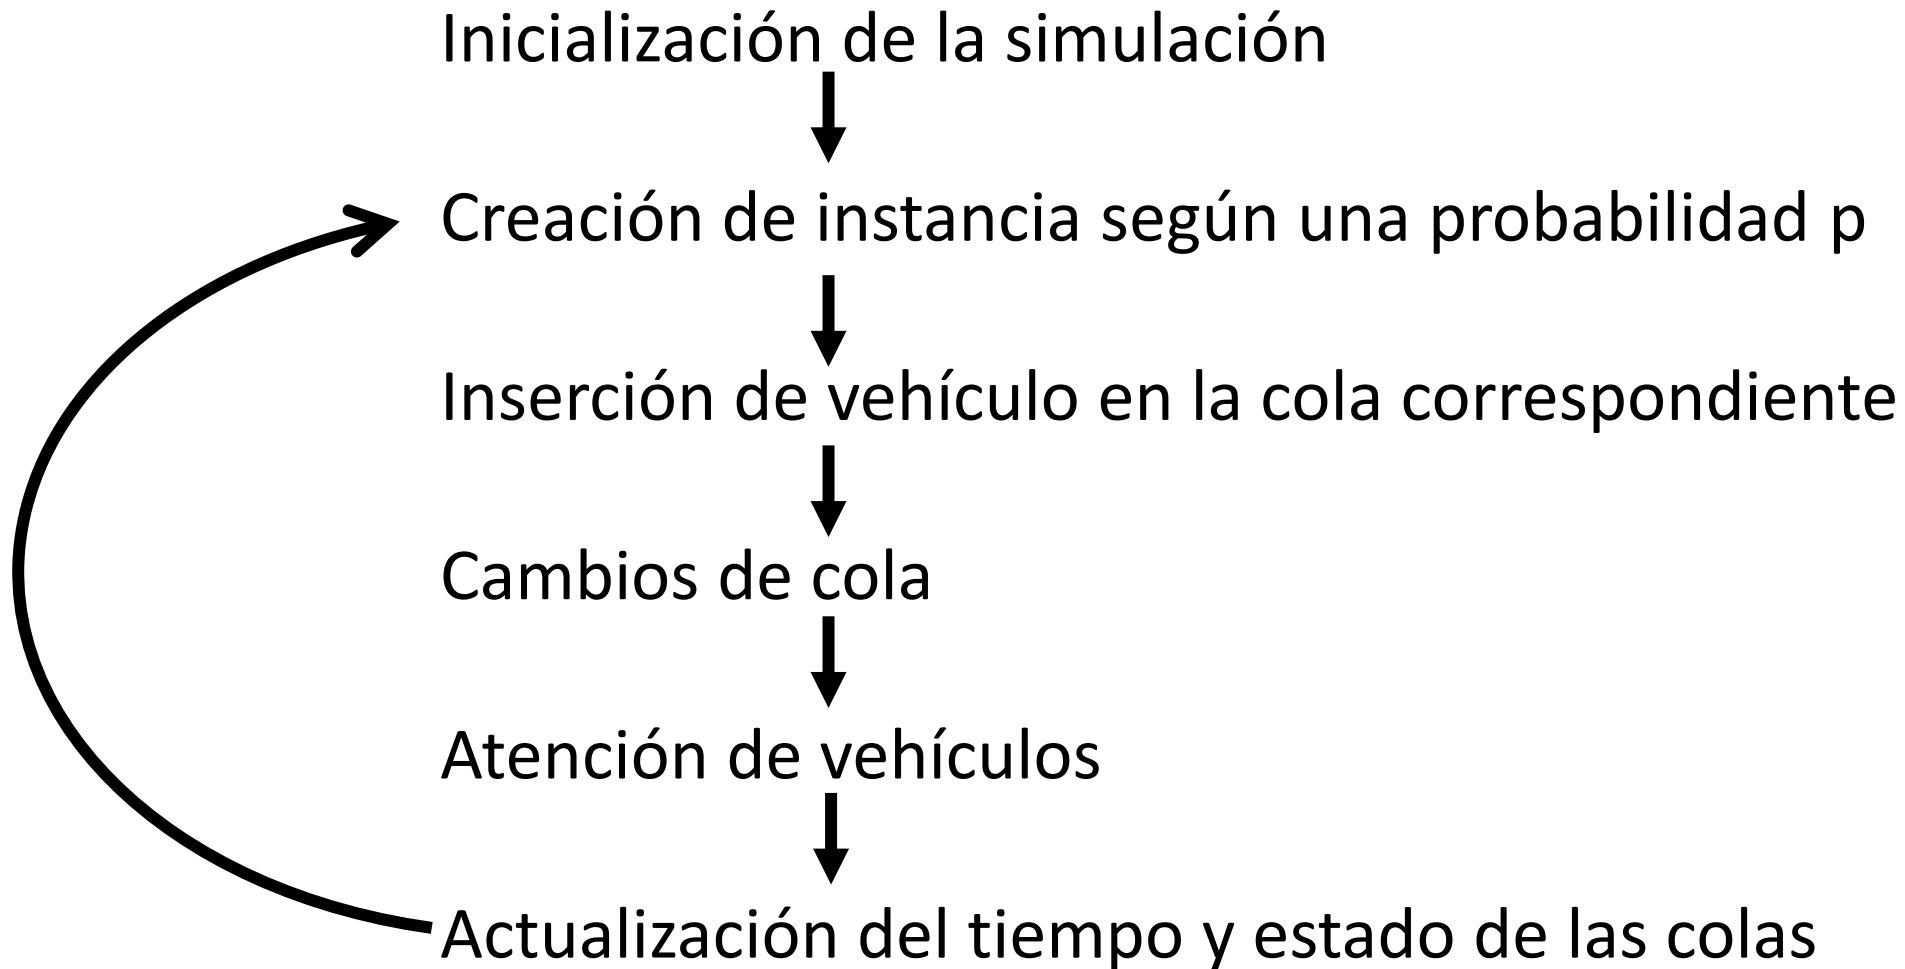 Inicialización de la simulación
Creación de instancia según una probabilidad p
Inserción de vehículo en la cola correspondiente
Cambios de cola
Atención de vehículos
Actualización del tiempo y estado de las colas